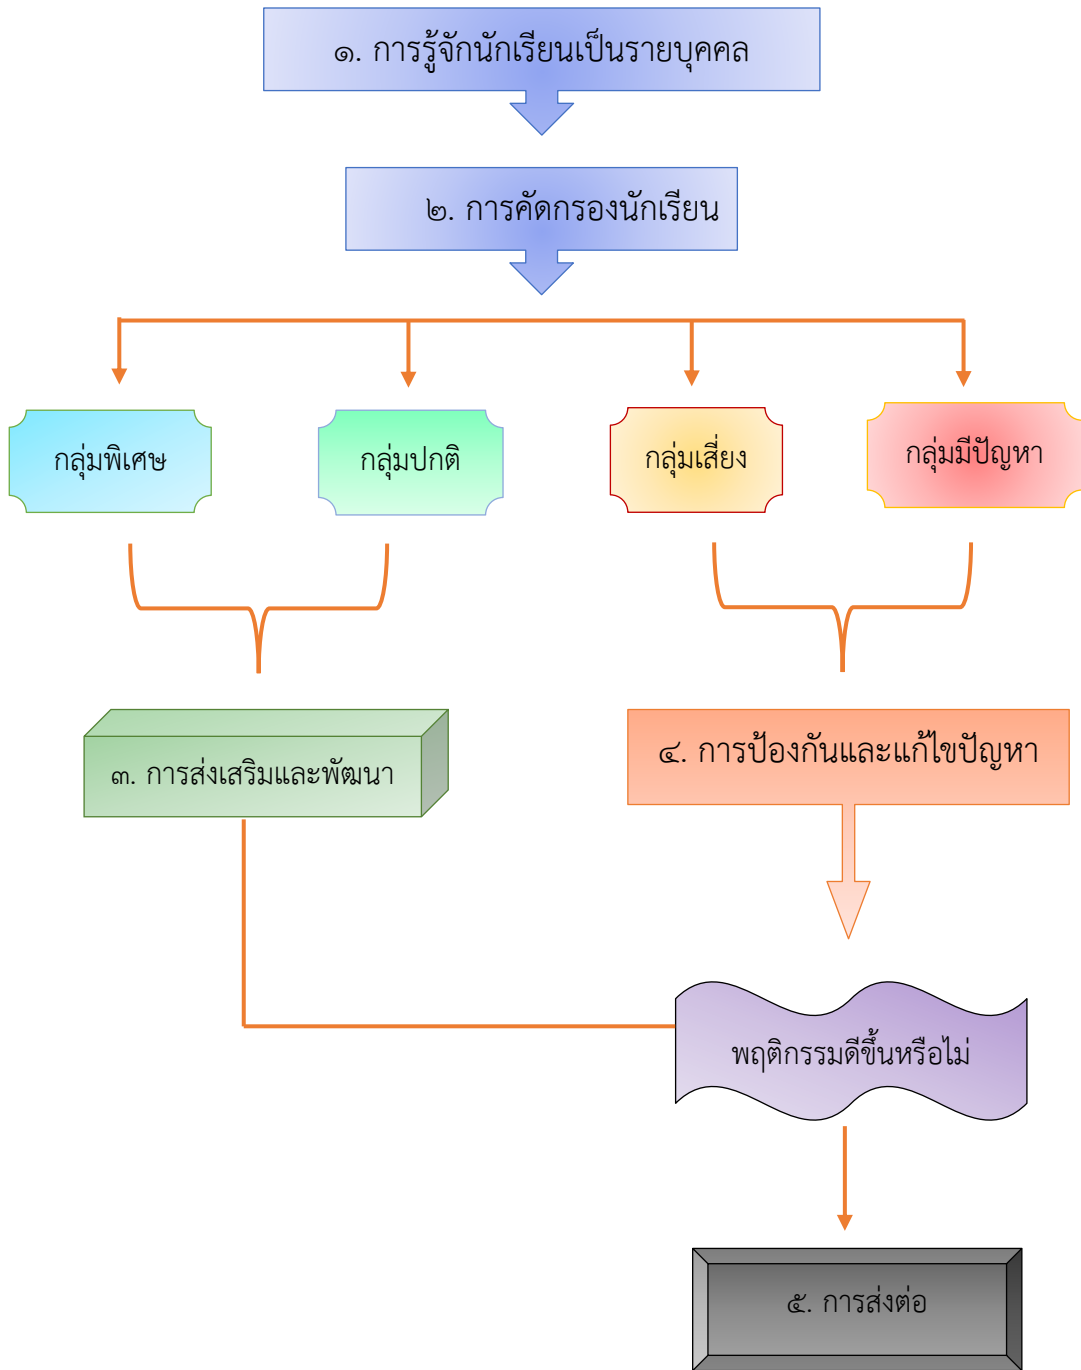 ๑. การรู้จักนักเรียนเป็นรายบุคคล
๒. การคัดกรองนักเรียน
กลุ่มพิเศษ
กลุ่มปกติ
กลุ่มเสี่ยง
กลุ่มมีปัญหา
๓. การส่งเสริมและพัฒนา
๔. การป้องกันและแก้ไขปัญหา
พฤติกรรมดีขึ้นหรือไม่
๕. การส่งต่อ